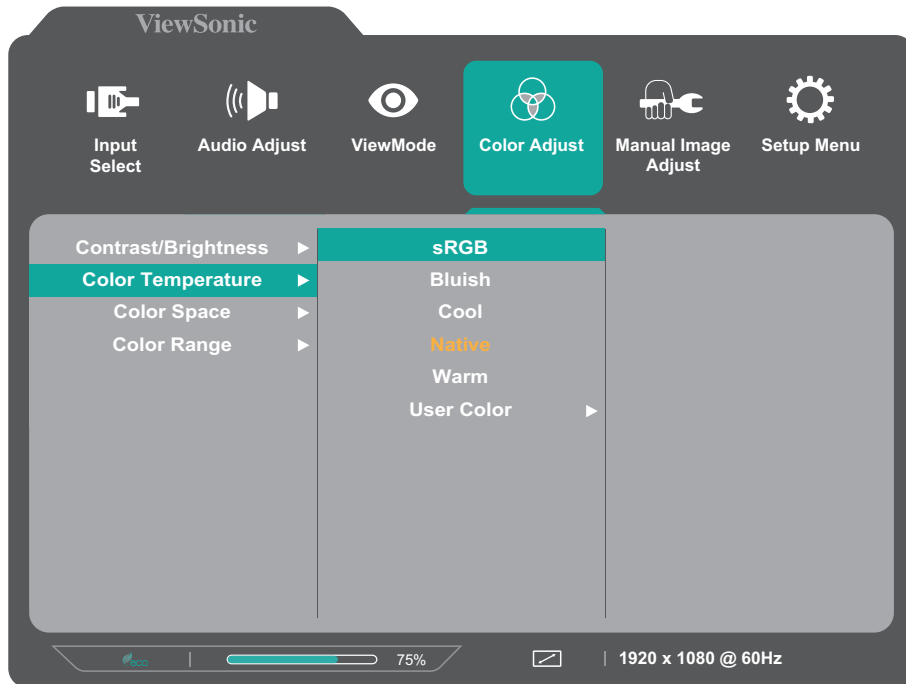 ViewSonic
Input
Select
Audio Adjust
ViewMode
Color Adjust
Manual Image
Adjust
Setup Menu
Contrast/Brightness
Color Temperature
Color Space
Color Range
sRGB
Bluish
Cool
Native
Warm
User Color
eco
75%
1920 x 1080 @ 60Hz